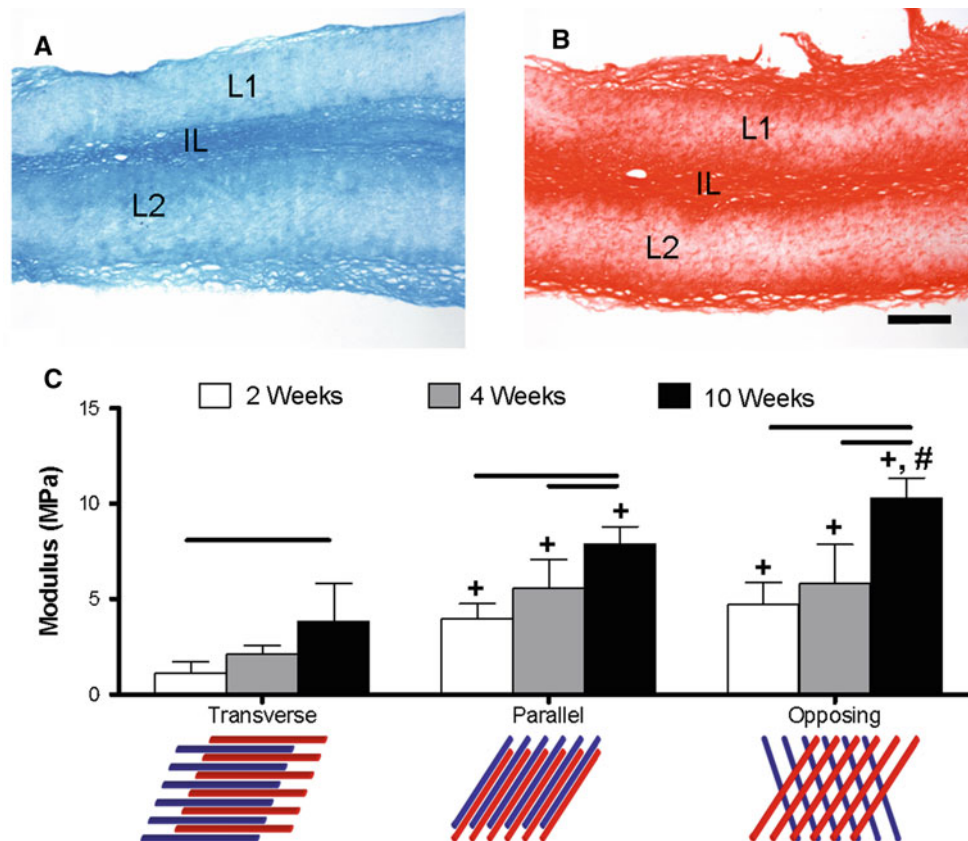 A
L1
IL
L2
B
L1
IL
L2
C
2 Weeks 4 Weeks 10 Weeks
Modulus (MPa)
15
10
5
0
+ + +
+ + +, #
Transverse Parallel Opposing